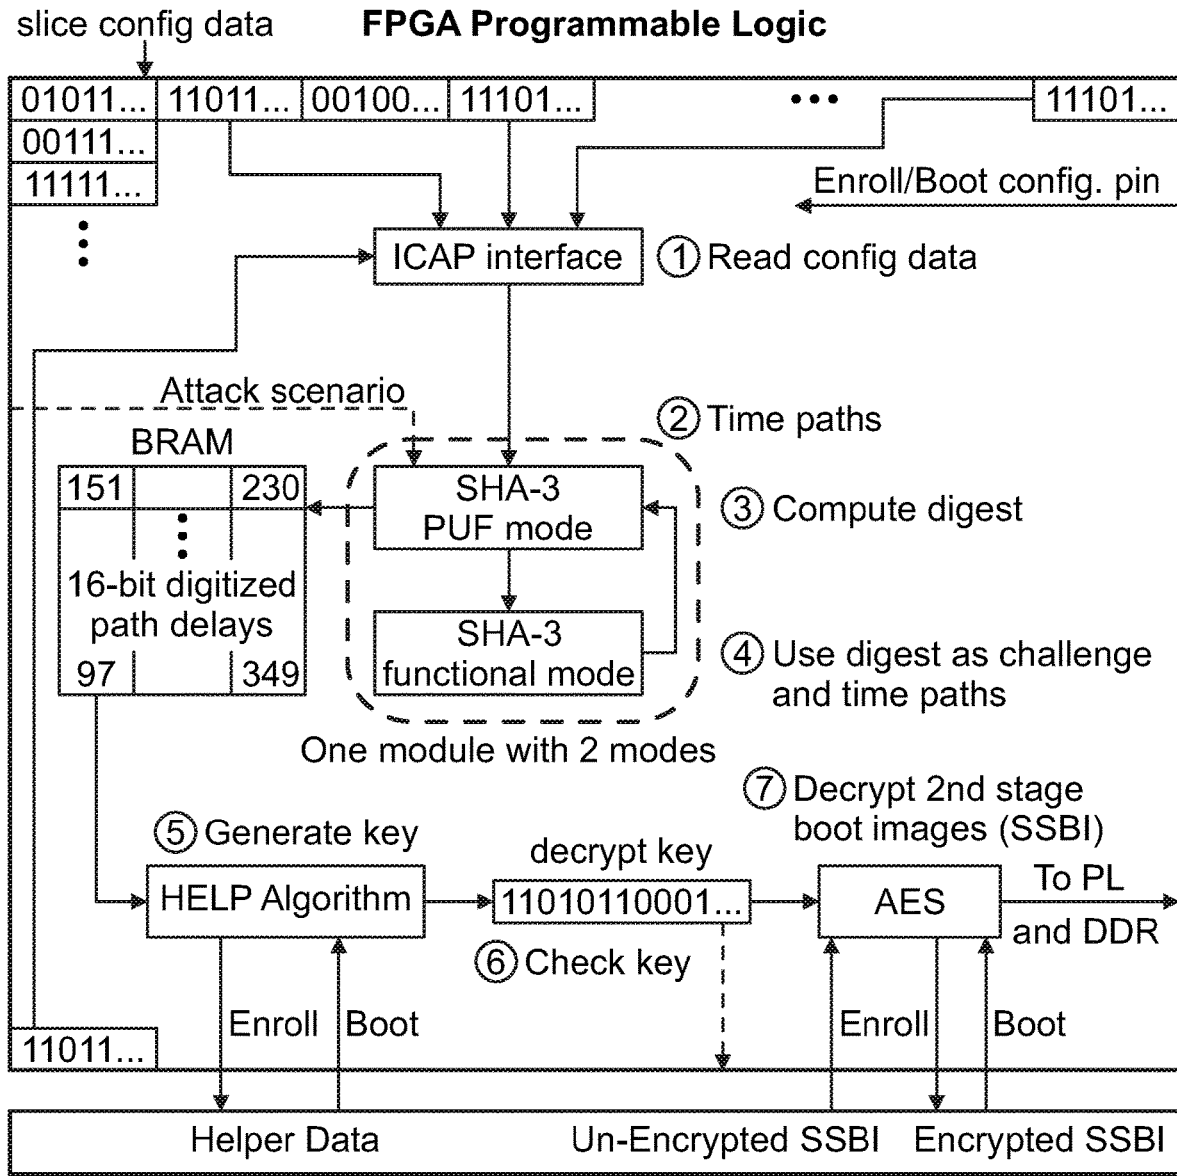 slice config data
FPGA Programmable Logic
01011... 11011... 00100... 11101... ••• 11101...
00111...
11111...
Enroll/Boot config. pin
ICAP interface
① Read config data
Attack scenario
② Time paths
BRAM
151 230
16-bit digitized
path delays
97 349
SHA-3
PUF mode
③ Compute digest
SHA-3
functional mode
④ Use digest as challenge
and time paths
One module with 2 modes
⑦ Decrypt 2nd stage
boot images (SSBI)
⑤ Generate key
decrypt key
HELP Algorithm
11010110001...
AES
To PL
and DDR
⑥ Check key
Enroll Boot
Enroll Boot
11011...
Helper Data
Un-Encrypted SSBI
Encrypted SSBI